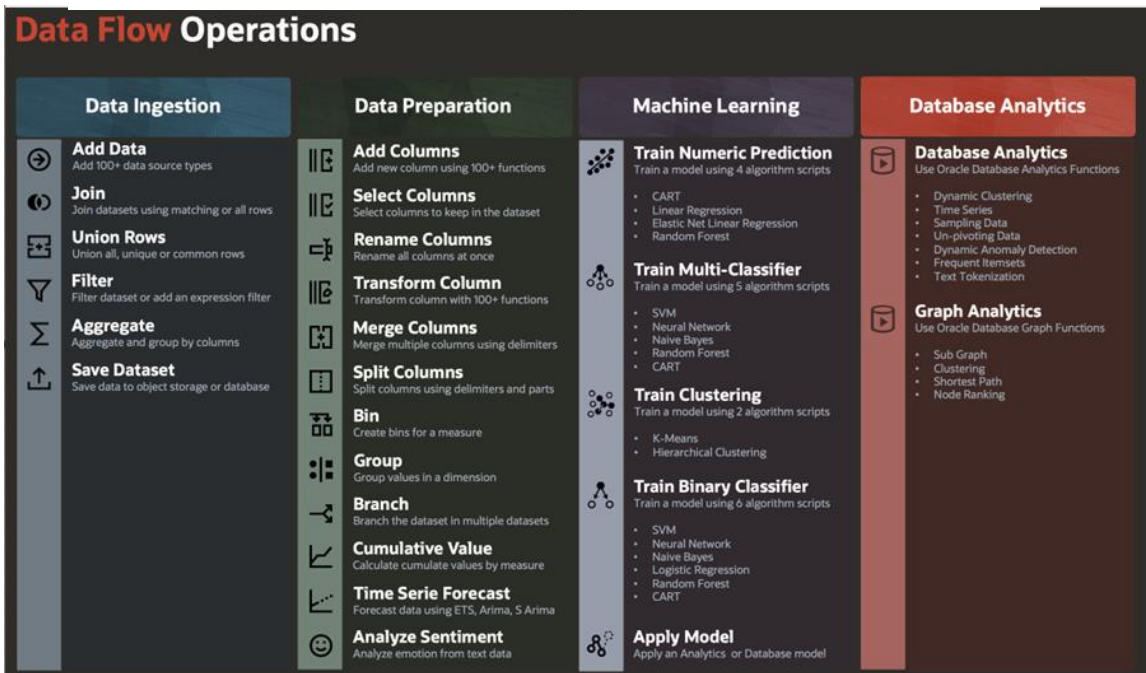 Data Flow Operations
Data Ingestion
Add Data
Add 100+ data source types
Join
Join datasets using matching or all rows
Union Rows
Union all, unique or common rows
Filter
Filter dataset or add an expression filter
Aggregate
Aggregate and group by columns
Save Dataset
Save data to object storage or database
Data Preparation
Add Columns
Add new column using 100+ functions
Select Columns
Select columns to keep in the dataset
Rename Columns
Rename all columns at once
Transform Column
Transform column with 100+ functions
Merge Columns
Merge multiple columns using delimiters
Split Columns
Split columns using delimiters and parts
Bin
Create bins for a measure
Group
Group values in a dimension
Branch
Branch the dataset in multiple datasets
Cumulative Value
Calculate cumulate values by measure
Time Serie Forecast
Forecast data using ETS, Arima, S Arima
Analyze Sentiment
Analyze emotion from text data
Machine Learning
Train Numeric Prediction
Train a model using 4 algorithm scripts
• CART
• Linear Regression
• Elastic Net Linear Regression
• Random Forest
Train Multi-Classifier
Train a model using 5 algorithm scripts
• SVM
• Neural Network
• Naive Bayes
• Random Forest
• CART
Train Clustering
Train a model using 2 algorithm scripts
• K-Means
• Hierarchical Clustering
Train Binary Classifier
Train a model using 6 algorithm scripts
• SVM
• Neural Network
• Naive Bayes
• Logistic Regression
• Random Forest
• CART
Apply Model
Apply an Analytics or Database model
Database Analytics
Database Analytics
Use Oracle Database Analytics Functions
• Dynamic Clustering
• Time Series
• Sampling Data
• Un-pivoting Data
• Dynamic Anomaly Detection
• Frequent Itemsets
• Text Tokenization
Graph Analytics
Use Oracle Database Graph Functions
• Sub Graph
• Clustering
• Shortest Path
• Node Ranking